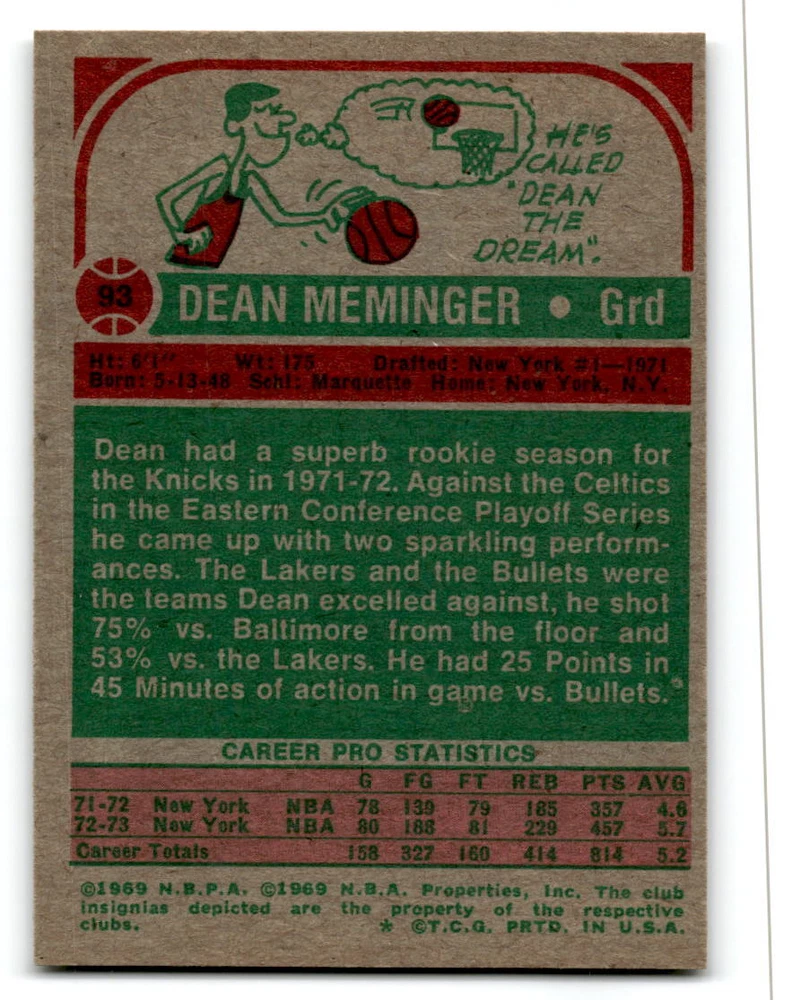 HE'S
CALLED
"DEAN
THE
DREAM".
93 DEAN MEMINGER • Grd
Ht: 6'1" Wt: 175 Drafted: New York #1—1971
Born: 5-13-48 Schl: Marquette Home: New York, N.Y.
Dean had a superb rookie season for
the Knicks in 1971-72. Against the Celtics
in the Eastern Conference Playoff Series
he came up with two sparkling perform-
ances. The Lakers and the Bullets were
the teams Dean excelled against, he shot
75% vs. Baltimore from the floor and
53% vs. the Lakers. He had 25 Points in
45 Minutes of action in game vs. Bullets.
CAREER PRO STATISTICS
G FG FT REB PTS AVG
71-72 New York NBA 78 139 79 185 357 4.6
72-73 New York NBA 80 188 81 229 457 5.7
Career Totals 158 327 160 414 814 5.2
©1969 N.B.P.A. ©1969 N.B.A. Properties, Inc. The club
insignias depicted are the property of the respective
clubs. * ©T.C.G. PRTD. IN U.S.A.